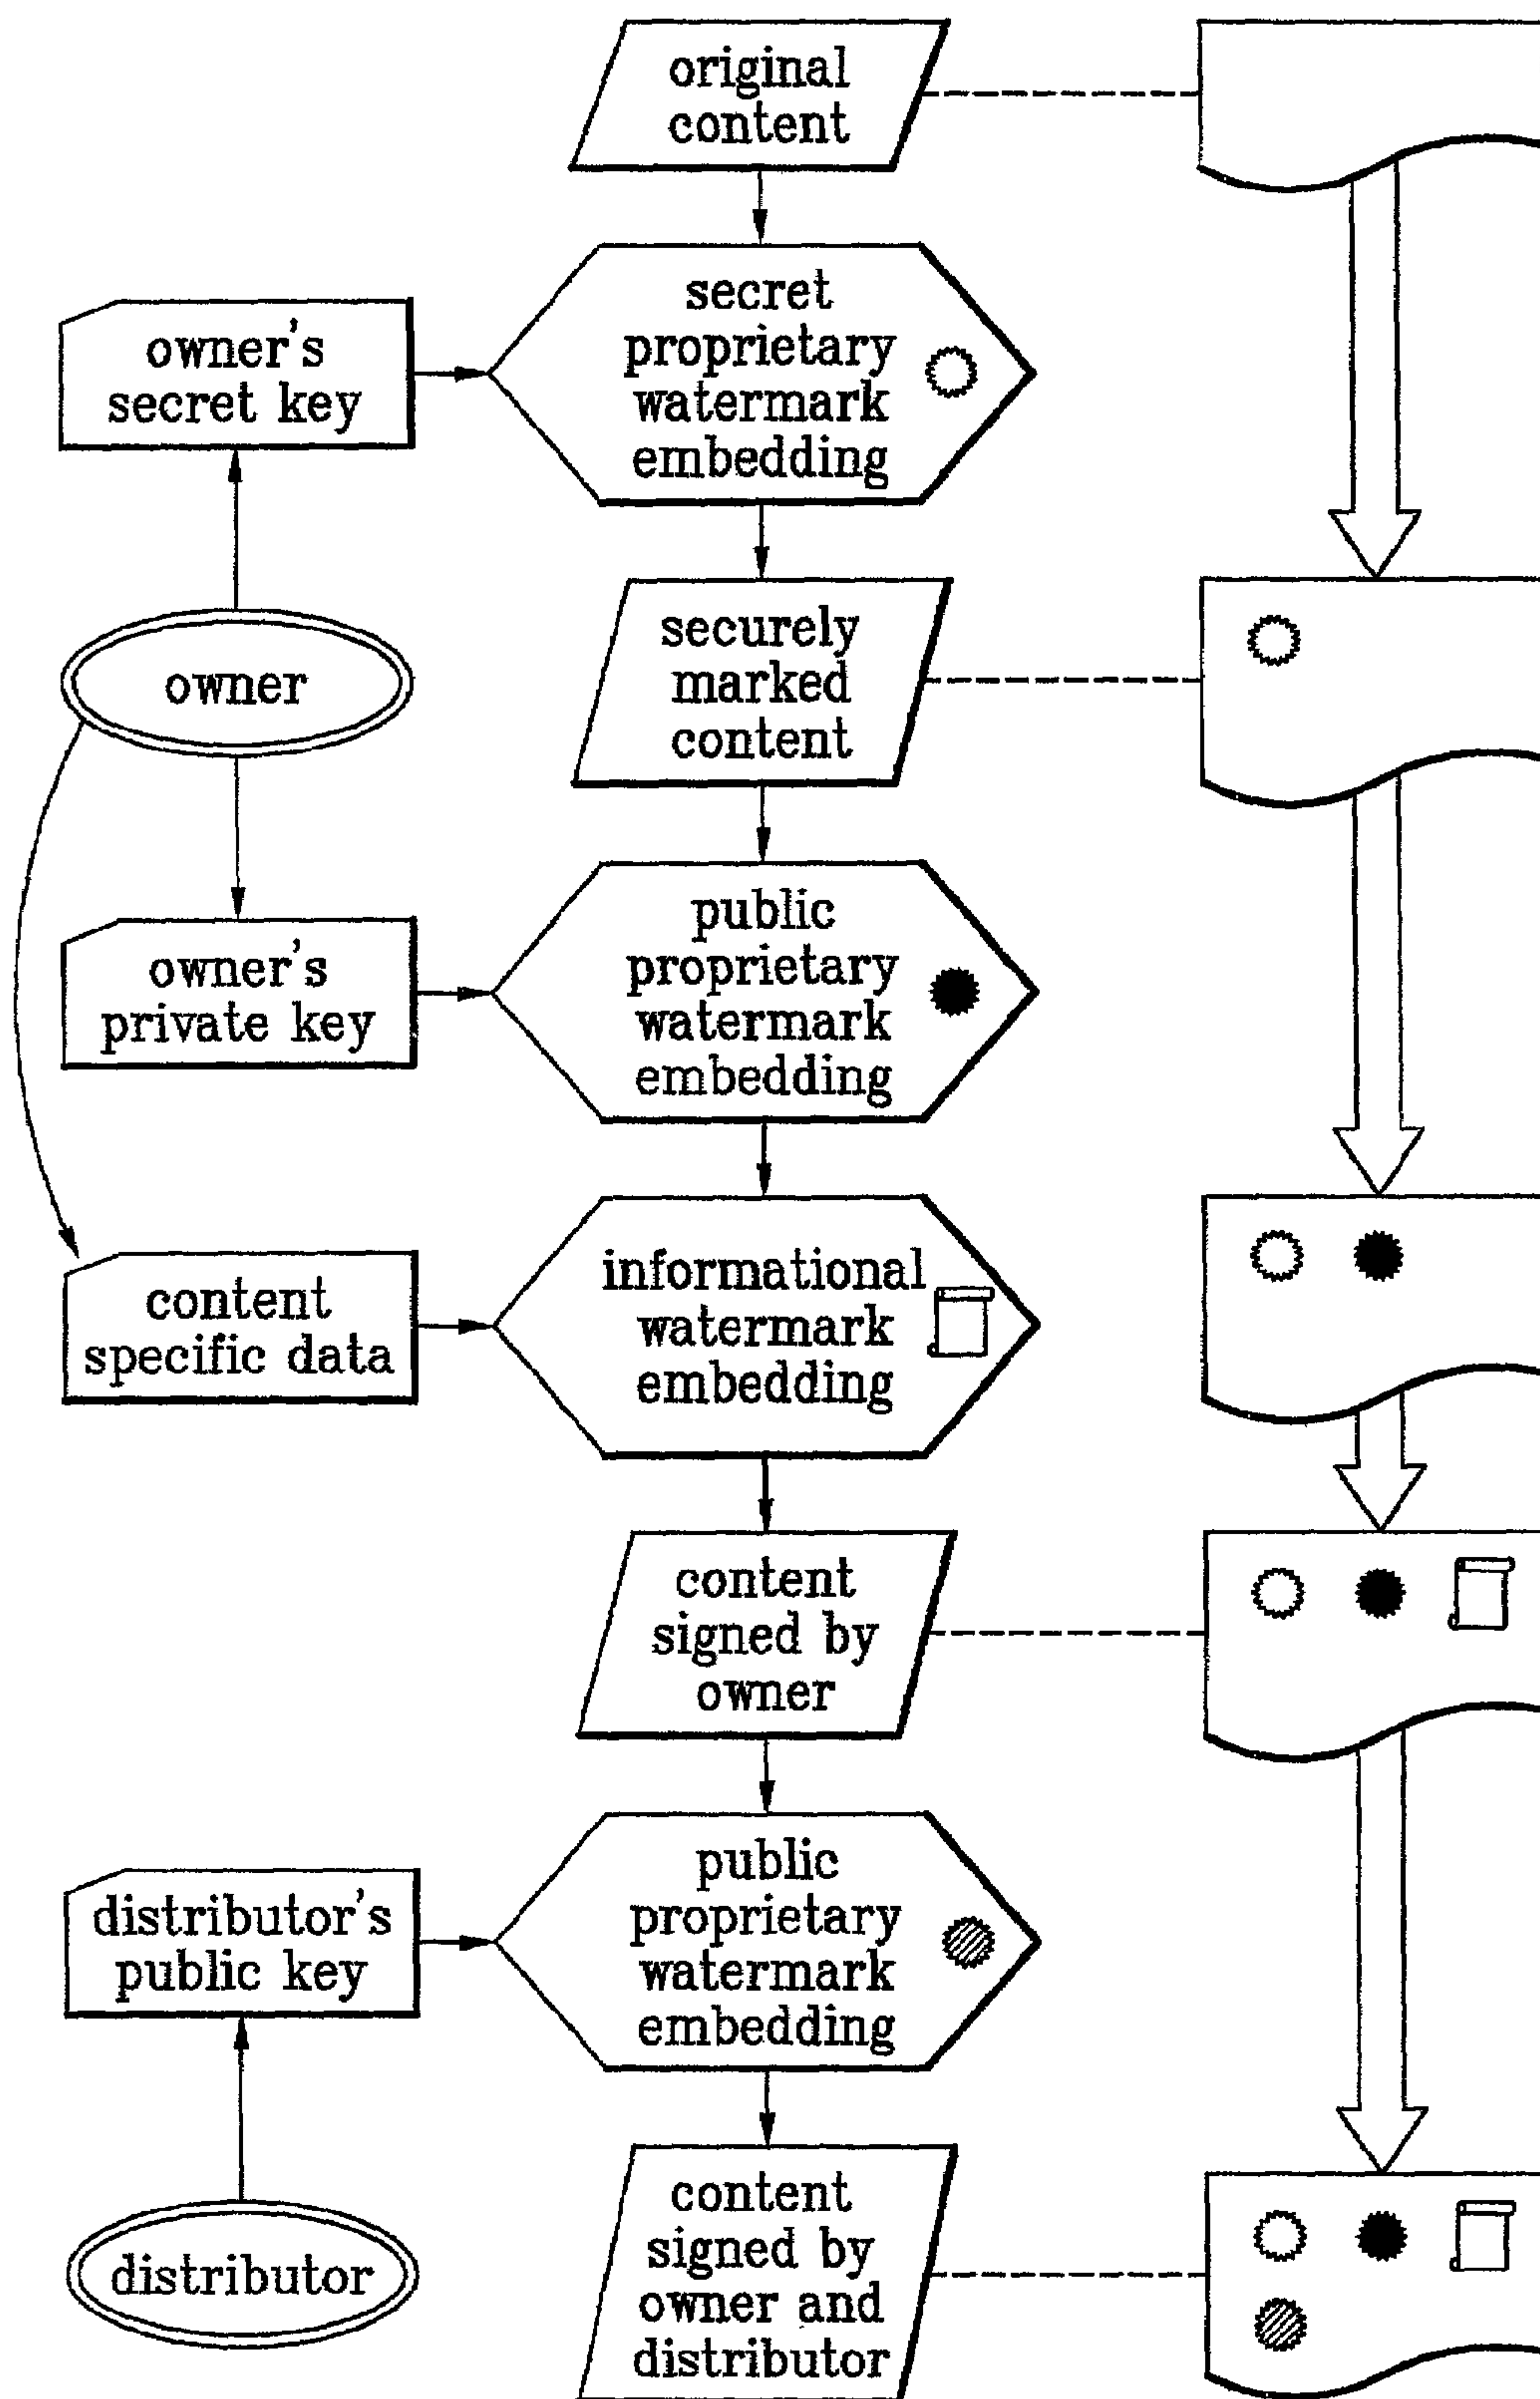 original
content
secret
proprietary
watermark
embedding
owner's
secret key
securely
marked
content
owner
public
proprietary
watermark
embedding
owner's
private key
informational
watermark
embedding
content
specific data
content
signed by
owner
public
proprietary
watermark
embedding
distributor's
public key
content
signed by
owner and
distributor
distributor